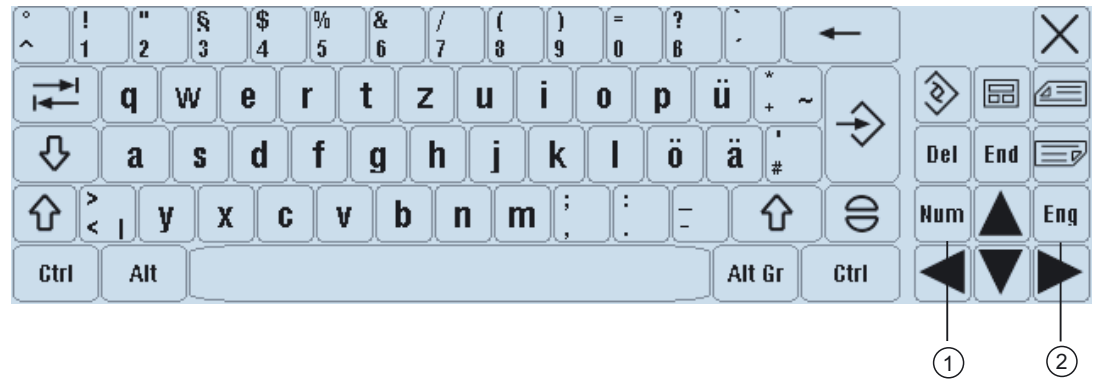 ° ! " § $ % & / ( ) = ? `
^ 1 2 3 4 5 6 7 8 9 0 ß ´
q w e r t z u i o p ü * + ~
a s d f g h j k l ö ä ' #
Del End
> < | y x c v b n m ; , : . _ -
Num Eng
Ctrl Alt Alt Gr Ctrl
1 2